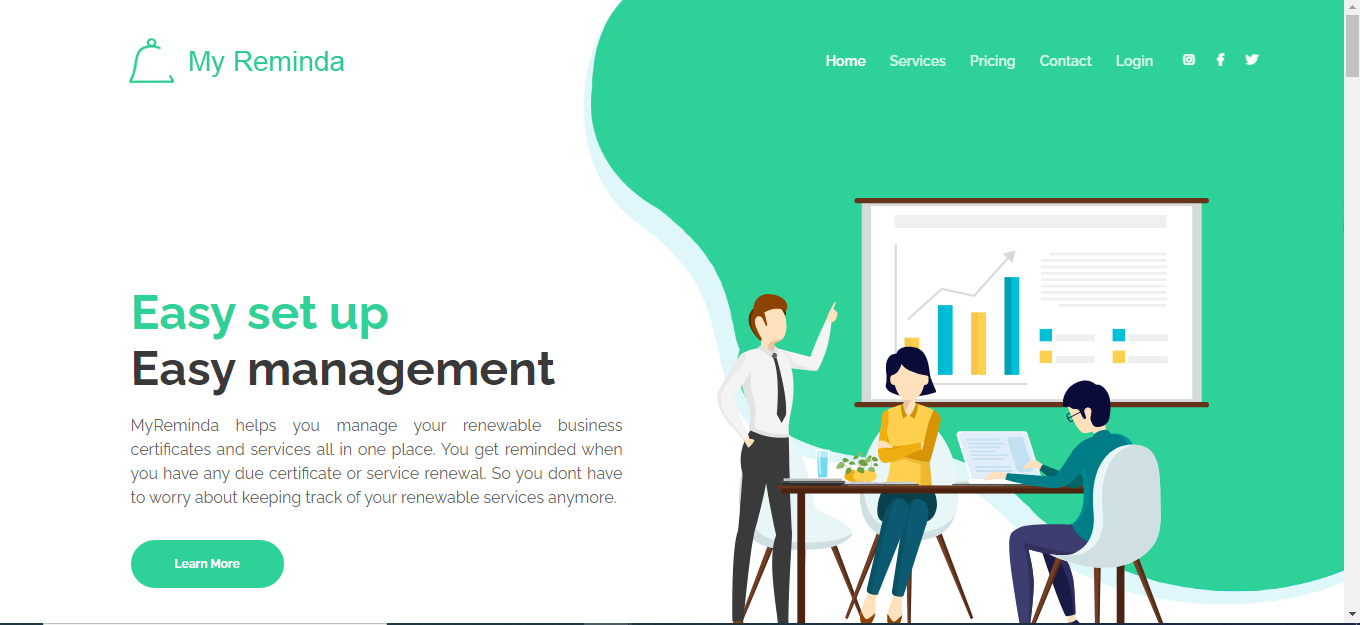 My Reminda
Home Services Pricing Contact Login
Easy set up
Easy management
MyReminda helps you manage your renewable business
certificates and services all in one place. You get reminded when
you have any due certificate or service renewal. So you dont have
to worry about keeping track of your renewable services anymore.
Learn More